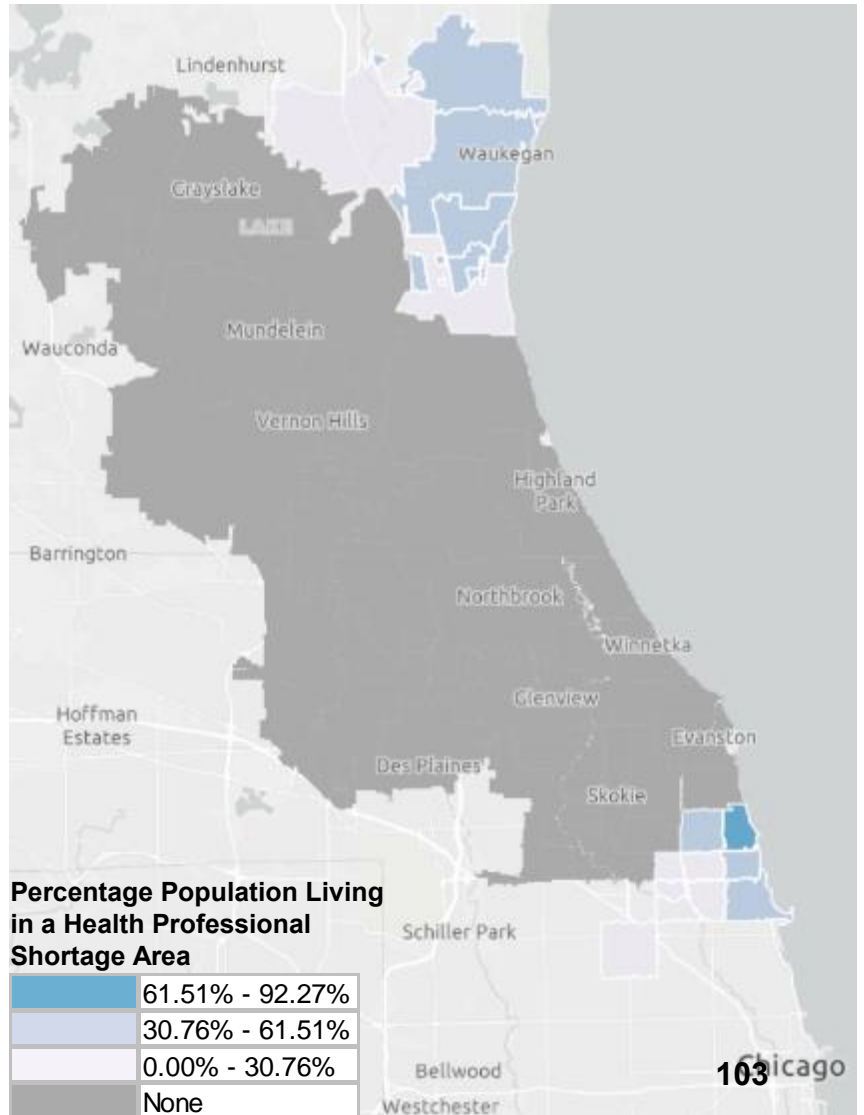 Lindenhurst
Waukegan
Grayslake
LAKE
Mundelein
Wauconda
Vernon Hills
Highland
Park
Barrington
Northbrook
Winnetka
Glenview
Hoffman
Estates
Evanston
Des Plaines
Skokie
Percentage Population Living
in a Health Professional
Shortage Area
Schiller Park
61.51% - 92.27%
30.76% - 61.51%
0.00% - 30.76%
None
Bellwood
Chicago
103
Westchester